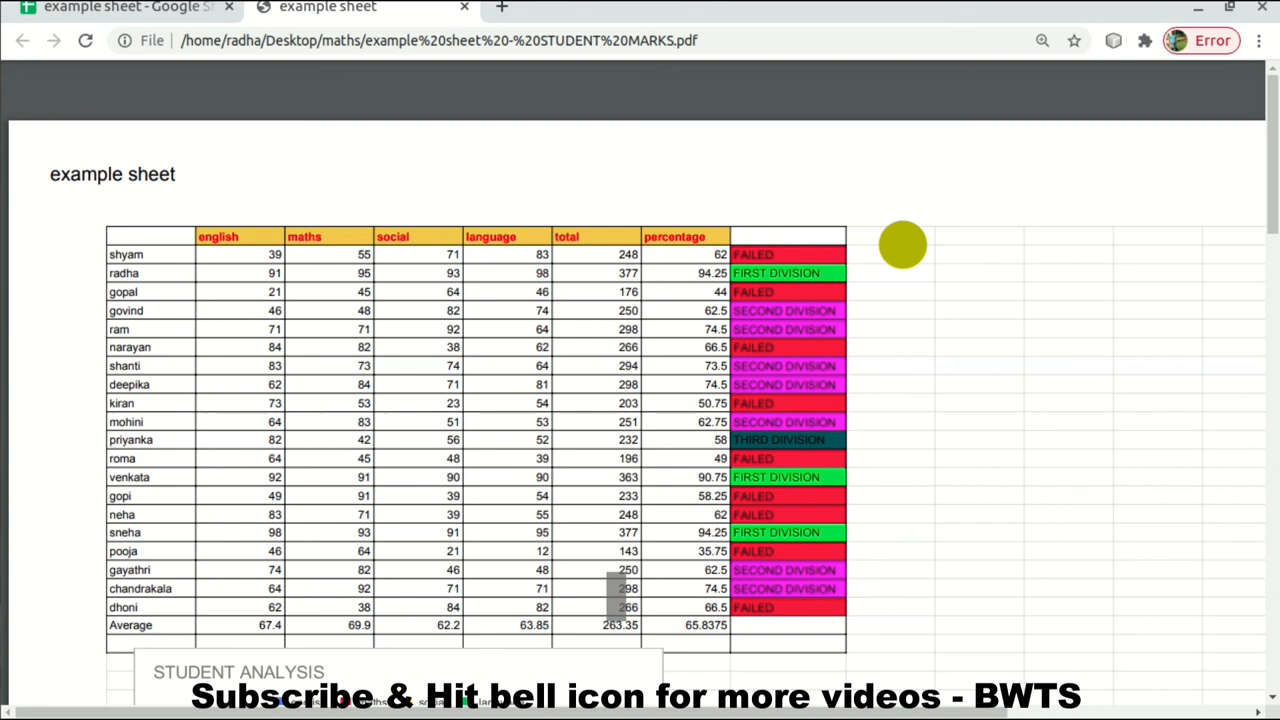 example sheet - Google S
example sheet
File /home/radha/Desktop/maths/example%20sheet%20-%20STUDENT%20MARKS.pdf Error
example sheet
english maths social language total percentage
shyam 39 55 71 83 248 62 FAILED
radha 91 95 93 98 377 94.25 FIRST DIVISION
gopal 21 45 64 46 176 44 FAILED
govind 46 48 82 74 250 62.5 SECOND DIVISION
ram 71 71 92 64 298 74.5 SECOND DIVISION
narayan 84 82 38 62 266 66.5 FAILED
shanti 83 73 74 64 294 73.5 SECOND DIVISION
deepika 62 84 71 81 298 74.5 SECOND DIVISION
kiran 73 53 23 54 203 50.75 FAILED
mohini 64 83 51 53 251 62.75 SECOND DIVISION
priyanka 82 42 56 52 232 58 THIRD DIIVISION
roma 64 45 48 39 196 49 FAILED
venkata 92 91 90 90 363 90.75 FIRST DIVISION
gopi 49 91 39 54 233 58.25 FAILED
neha 83 71 39 55 248 62 FAILED
sneha 98 93 91 95 377 94.25 FIRST DIVISION
pooja 46 64 21 12 143 35.75 FAILED
gayathri 74 82 46 48 250 62.5 SECOND DIVISION
chandrakala 64 92 71 71 298 74.5 SECOND DIVISION
dhoni 62 38 84 82 266 66.5 FAILED
Average 67.4 69.9 62.2 63.85 263.35 65.8375
STUDENT ANALYSIS
Subscribe & Hit bell icon for more videos - BWTS